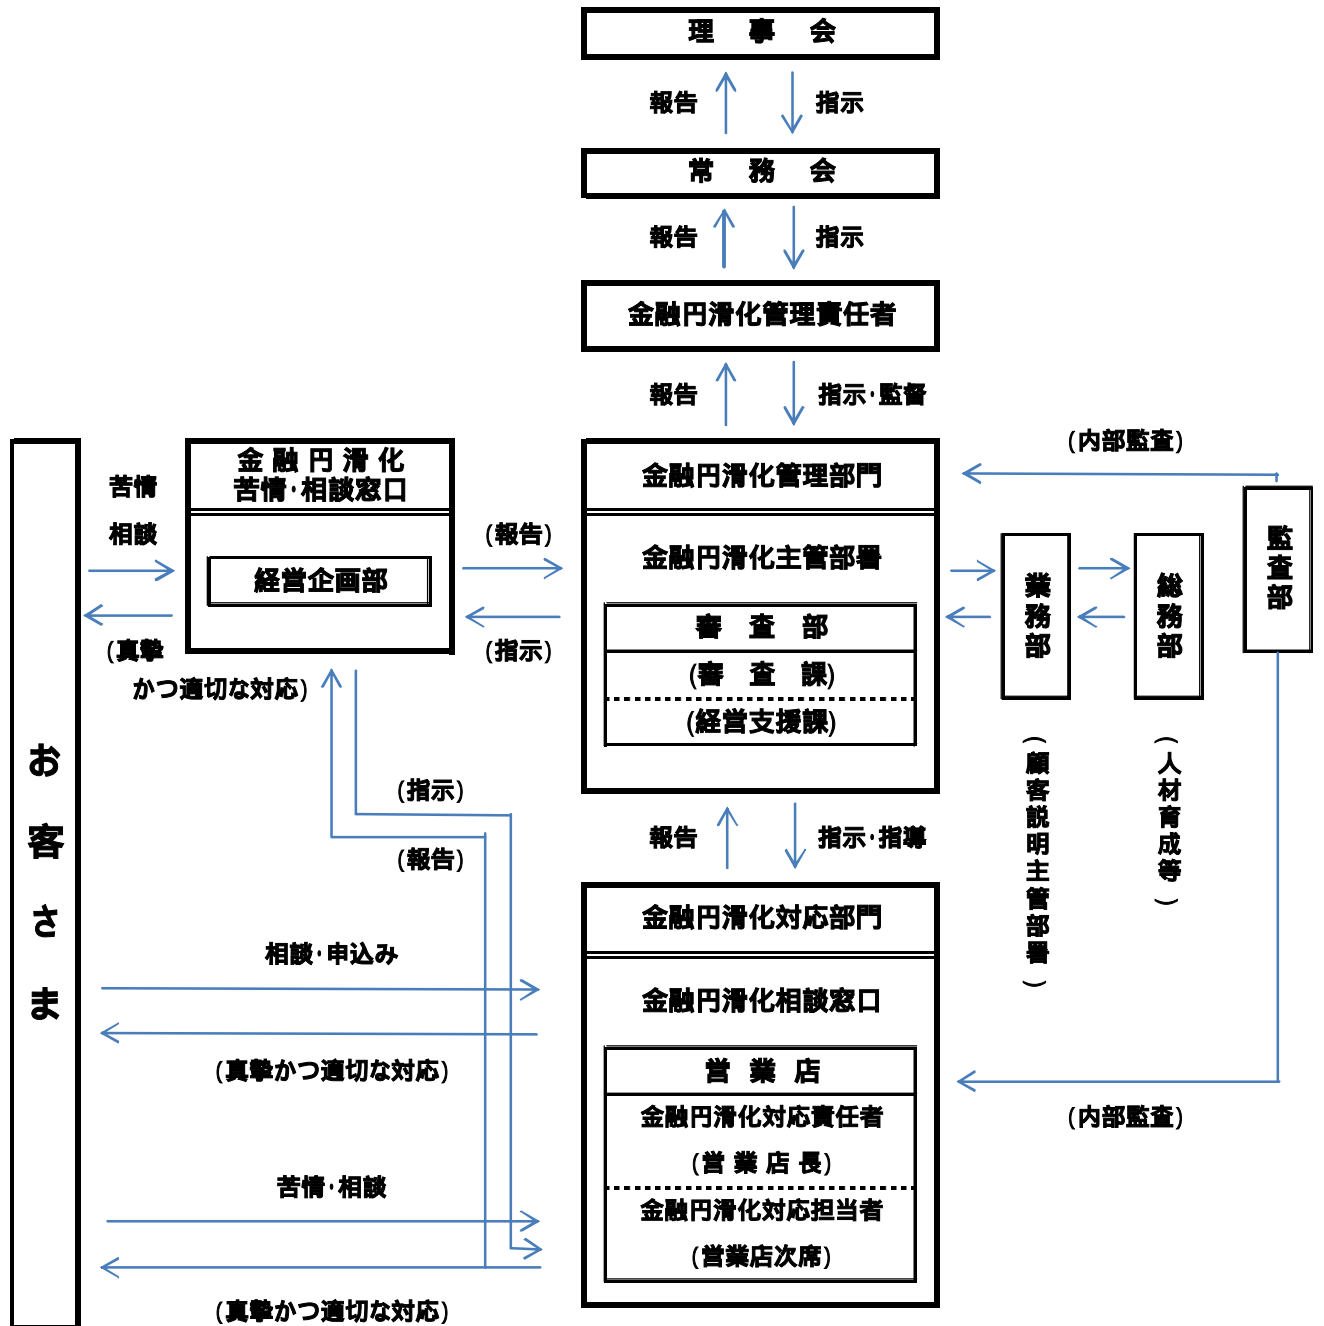 理　事　会
報告
指示
常　務　会
報告
指示
金融円滑化管理責任者
報告
指示・監督
(内部監査)
金融円滑化
苦情・相談窓口
経営企画部
苦情
相談
(真摯
かつ適切な対応)
(報告)
(指示)
金融円滑化管理部門
金融円滑化主管部署
審　査　部
(審　査　課)
(経営支援課)
業務部
総務部
監査部
(顧客説明主管部署)
(人材育成等)
お客さま
(指示)
(報告)
報告
指示・指導
金融円滑化対応部門
金融円滑化相談窓口
営 業 店
金融円滑化対応責任者
(営 業 店 長)
金融円滑化対応担当者
(営業店次席)
相談・申込み
(真摯かつ適切な対応)
(内部監査)
苦情・相談
(真摯かつ適切な対応)